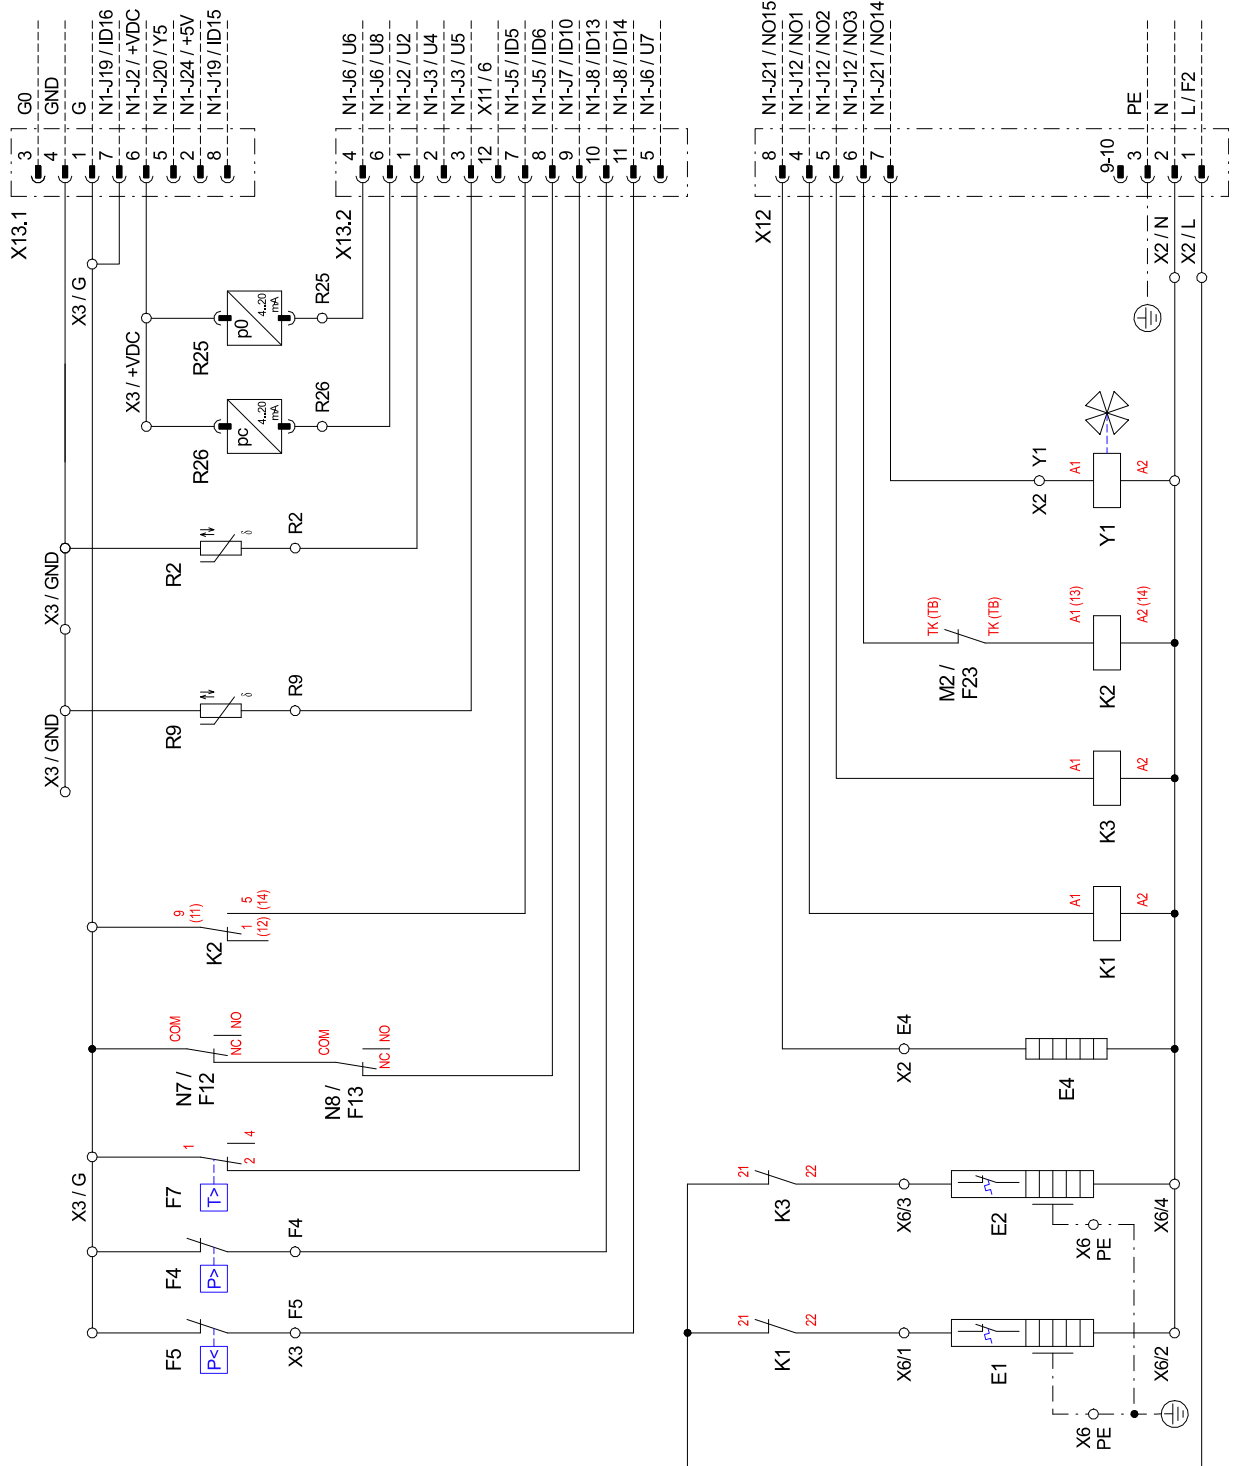 G0
GND
G
N1-J19 / ID16
N1-J2 / +VDC
N1-J20 / Y5
N1-J24 / +5V
N1-J19 / ID15
3
4
1
7
6
5
2
8
X13.1
N1-J6 / U6
N1-J6 / U8
N1-J2 / U2
N1-J3 / U4
N1-J3 / U5
X11 / 6
N1-J5 / ID5
N1-J5 / ID6
N1-J7 / ID10
N1-J8 / ID13
N1-J8 / ID14
N1-J6 / U7
4
6
1
2
3
12
7
8
9
10
11
5
X13.2
N1-J21 / NO15
N1-J12 / NO1
N1-J12 / NO2
N1-J12 / NO3
N1-J21 / NO14
8
4
5
6
7
X12
PE
N
L / F2
9-10
3
2
1
X2 / N
X2 / L
X3 / G
X3 / +VDC
R25
p0
4..20
mA
R25
R26
pc
4..20
mA
R26
X3 / GND
R2
δ
R2
X3 / GND
R9
δ
R9
K2
9
(11)
1
(12)
5
(14)
N7 /
F12
COM
NC
NO
N8 /
F13
COM
NC
NO
X3 / G
F7
T>
1
2
4
F4
P>
F4
F5
P<
F5
X3
X2
Y1
A1
A2
Y1
TK (TB)
TK (TB)
M2 /
F23
A1 (13)
A2 (14)
K2
A1
A2
K3
A1
A2
K1
X2
E4
E4
21
22
K3
X6/3
E2
X6
PE
X6/4
21
22
K1
X6/1
E1
X6
PE
X6/2